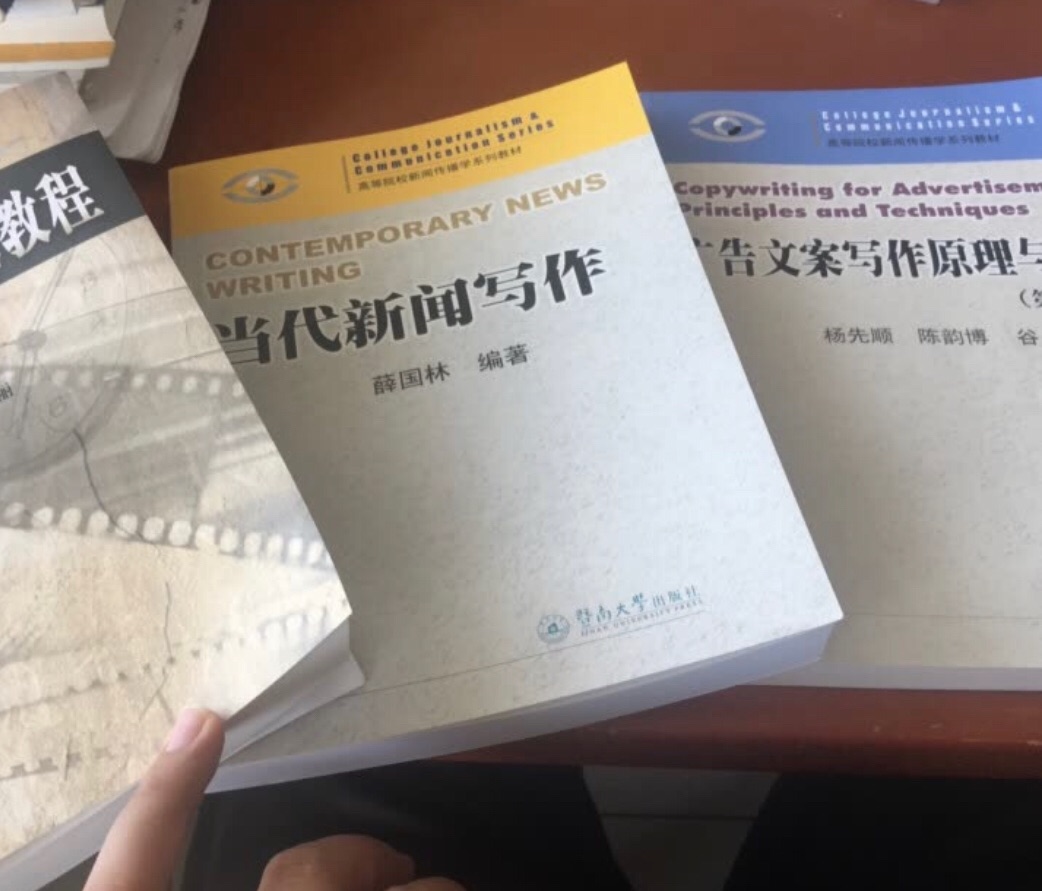 教程
College Journalism &
Communication Series
高等院校新闻传播学系列教材
CONTEMPORARY NEWS
WRITING
当代新闻写作
薛国林 编著
暨南大学出版社
JINAN UNIVERSITY PRESS
College Journalism &
Communication Series
高等院校新闻传播学系列教材
Copywriting for Advertisem
Principles and Techniques
广告文案写作原理与
杨先顺 陈韵博 谷